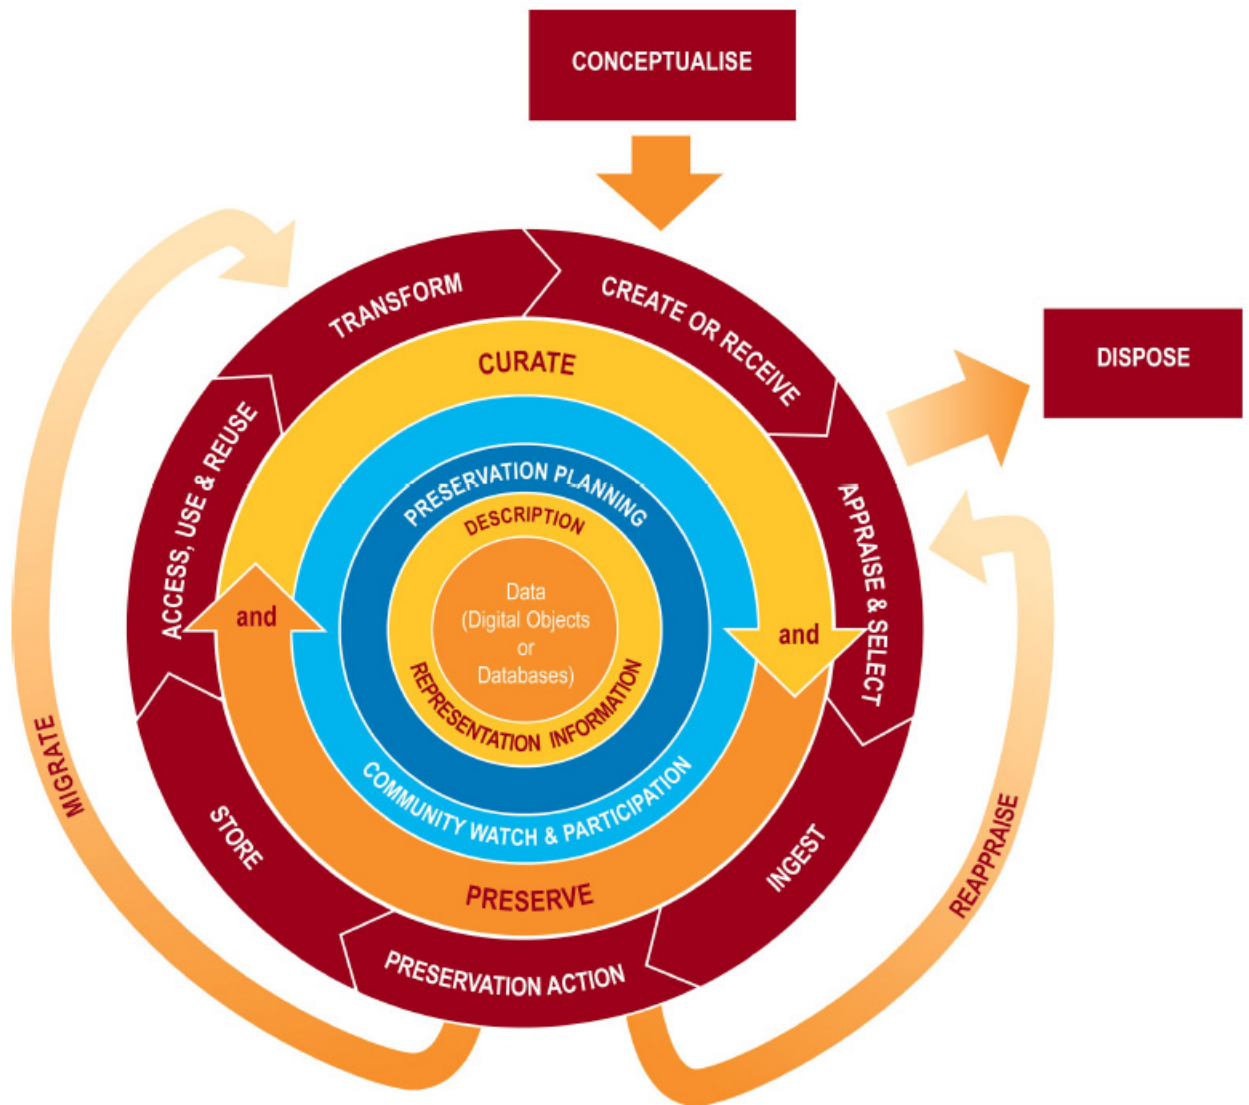 CONCEPTUALISE
TRANSFORM
CREATE OR RECEIVE
DISPOSE
CURATE
ACCESS, USE & REUSE
APPRAISE & SELECT
PRESERVATION PLANNING
DESCRIPTION
Data
(Digital Objects
or
Databases)
and
and
REPRESENTATION INFORMATION
COMMUNITY WATCH & PARTICIPATION
MIGRATE
STORE
INGEST
REAPPRAISE
PRESERVE
PRESERVATION ACTION